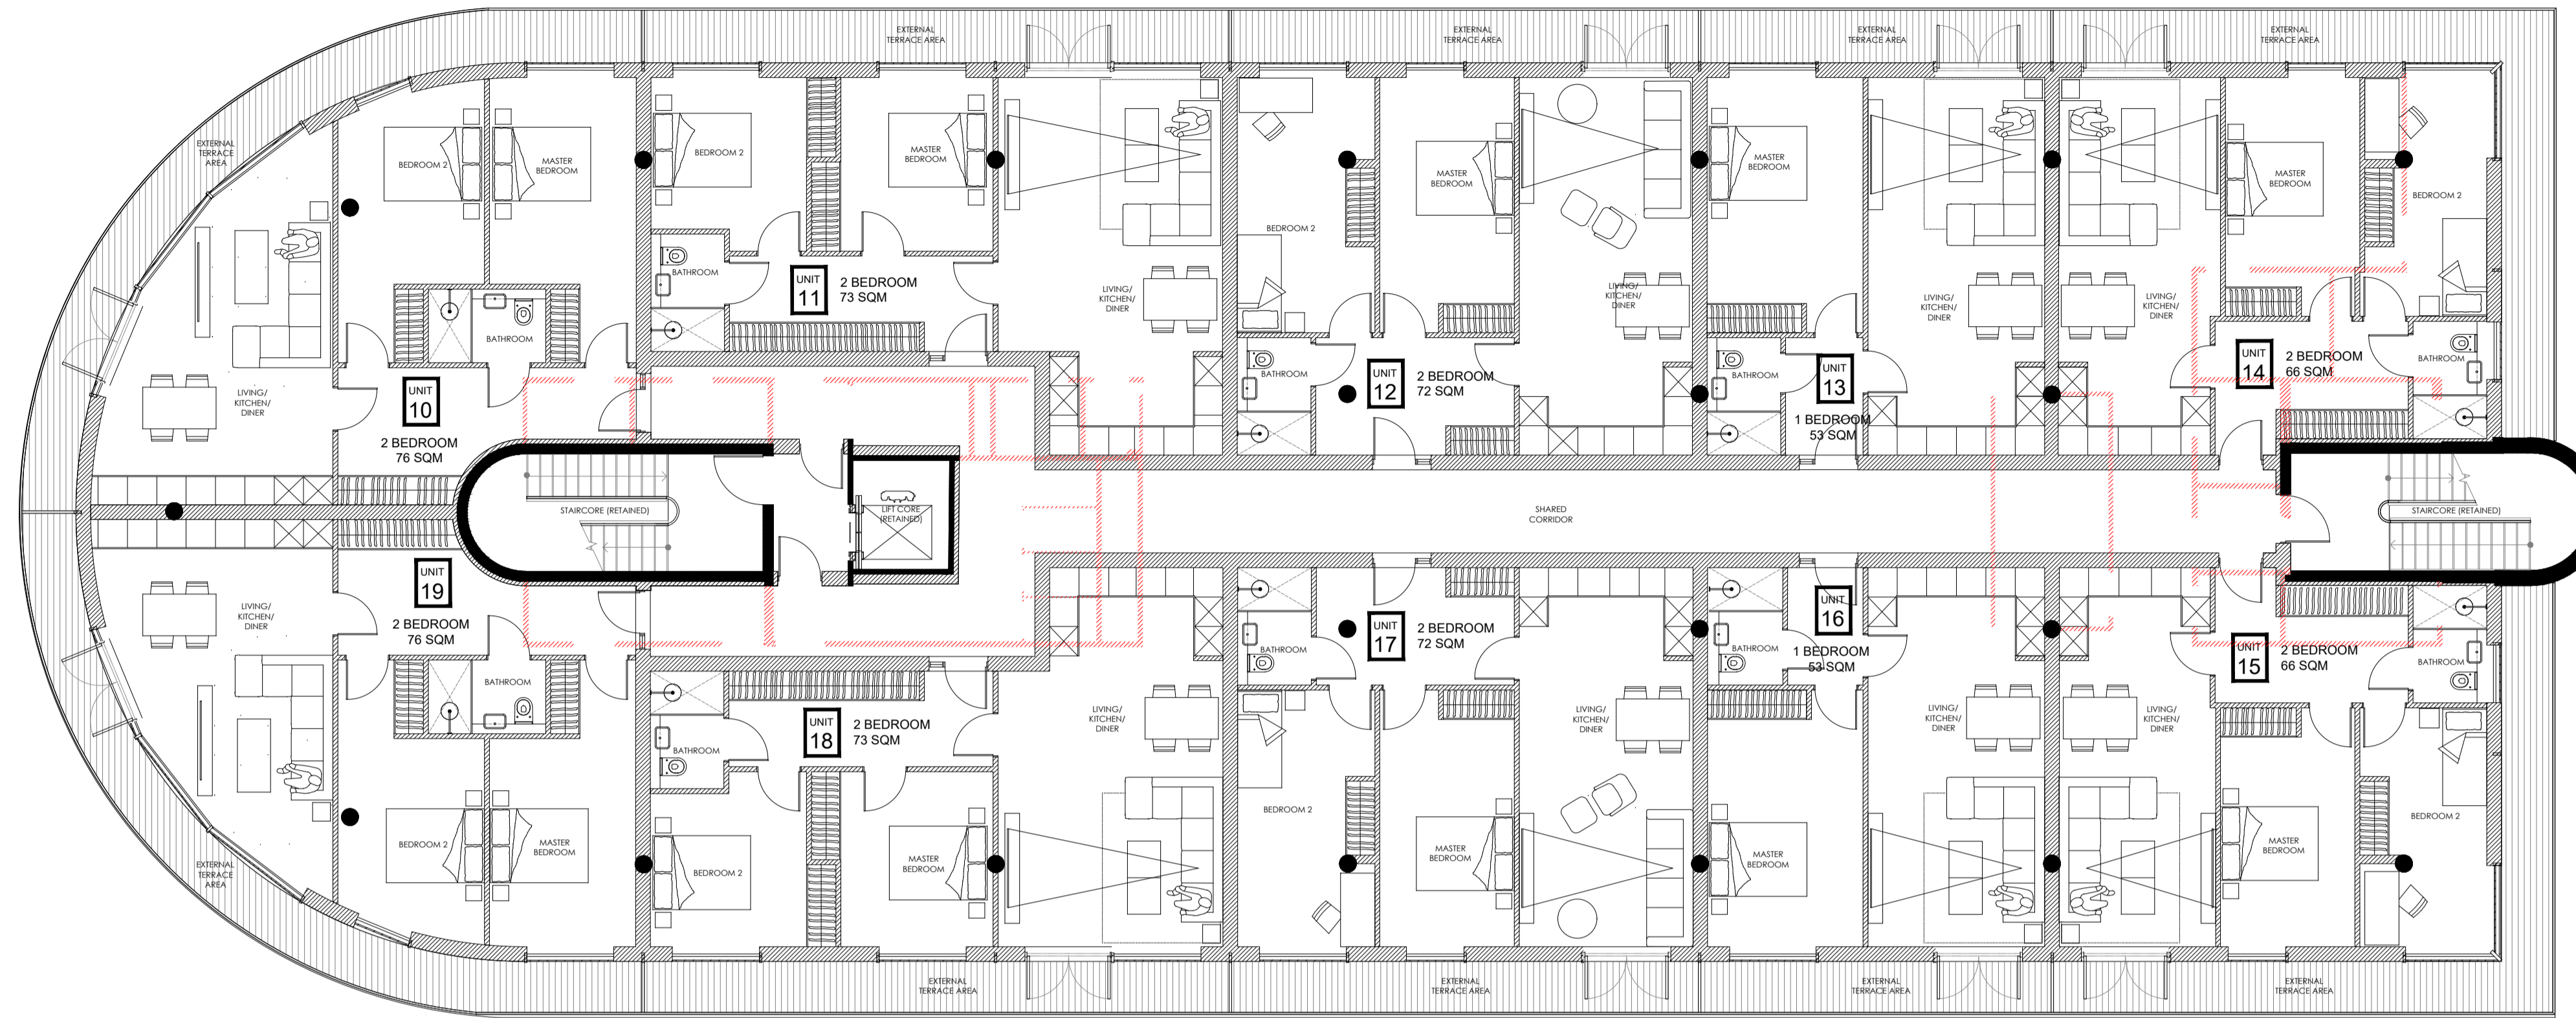 EXTERNAL
TERRACE AREA
EXTERNAL
TERRACE AREA
EXTERNAL
TERRACE AREA
EXTERNAL
TERRACE AREA
EXTERNAL
TERRACE
AREA
BEDROOM 2
MASTER
BEDROOM
BEDROOM 2
MASTER
BEDROOM
MASTER
BEDROOM
BEDROOM 2
MASTER
BEDROOM
MASTER
BEDROOM
BEDROOM 2
BATHROOM
UNIT
11
2 BEDROOM
73 SQM
LIVING/
KITCHEN/
DINER
LIVING/
KITCHEN/
DINER
LIVING/
KITCHEN/
DINER
LIVING/
KITCHEN/
DINER
BATHROOM
UNIT
10
2 BEDROOM
76 SQM
LIVING/
KITCHEN/
DINER
BATHROOM
UNIT
12
2 BEDROOM
72 SQM
BATHROOM
UNIT
13
1 BEDROOM
53 SQM
UNIT
14
2 BEDROOM
66 SQM
BATHROOM
STAIRCORE (RETAINED)
LIFT CORE
(RETAINED)
SHARED
CORRIDOR
STAIRCORE (RETAINED)
UNIT
19
2 BEDROOM
76 SQM
LIVING/
KITCHEN/
DINER
BATHROOM
UNIT
17
2 BEDROOM
72 SQM
BATHROOM
UNIT
16
1 BEDROOM
53 SQM
BATHROOM
UNIT
15
2 BEDROOM
66 SQM
BATHROOM
UNIT
18
2 BEDROOM
73 SQM
BATHROOM
LIVING/
KITCHEN/
DINER
LIVING/
KITCHEN/
DINER
LIVING/
KITCHEN/
DINER
LIVING/
KITCHEN/
DINER
BEDROOM 2
MASTER
BEDROOM
BEDROOM 2
MASTER
BEDROOM
BEDROOM 2
MASTER
BEDROOM
MASTER
BEDROOM
MASTER
BEDROOM
BEDROOM 2
EXTERNAL
TERRACE
AREA
EXTERNAL
TERRACE AREA
EXTERNAL
TERRACE AREA
EXTERNAL
TERRACE AREA
EXTERNAL
TERRACE AREA